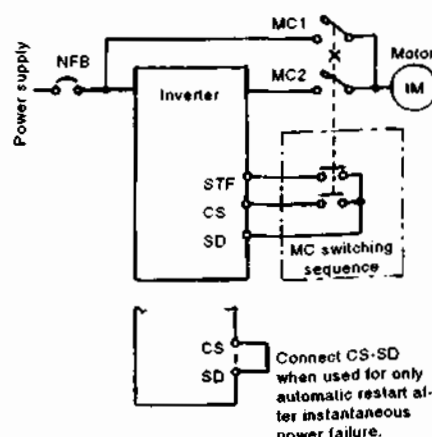 MC1
Power supply
NFB
Motor
Inverter
MC2
IM
STF
CS
SD
MC switching
sequence
CS
SD
Connect CS-SD
when used for only
automatic restart af-
ter instantaneous
power failure.